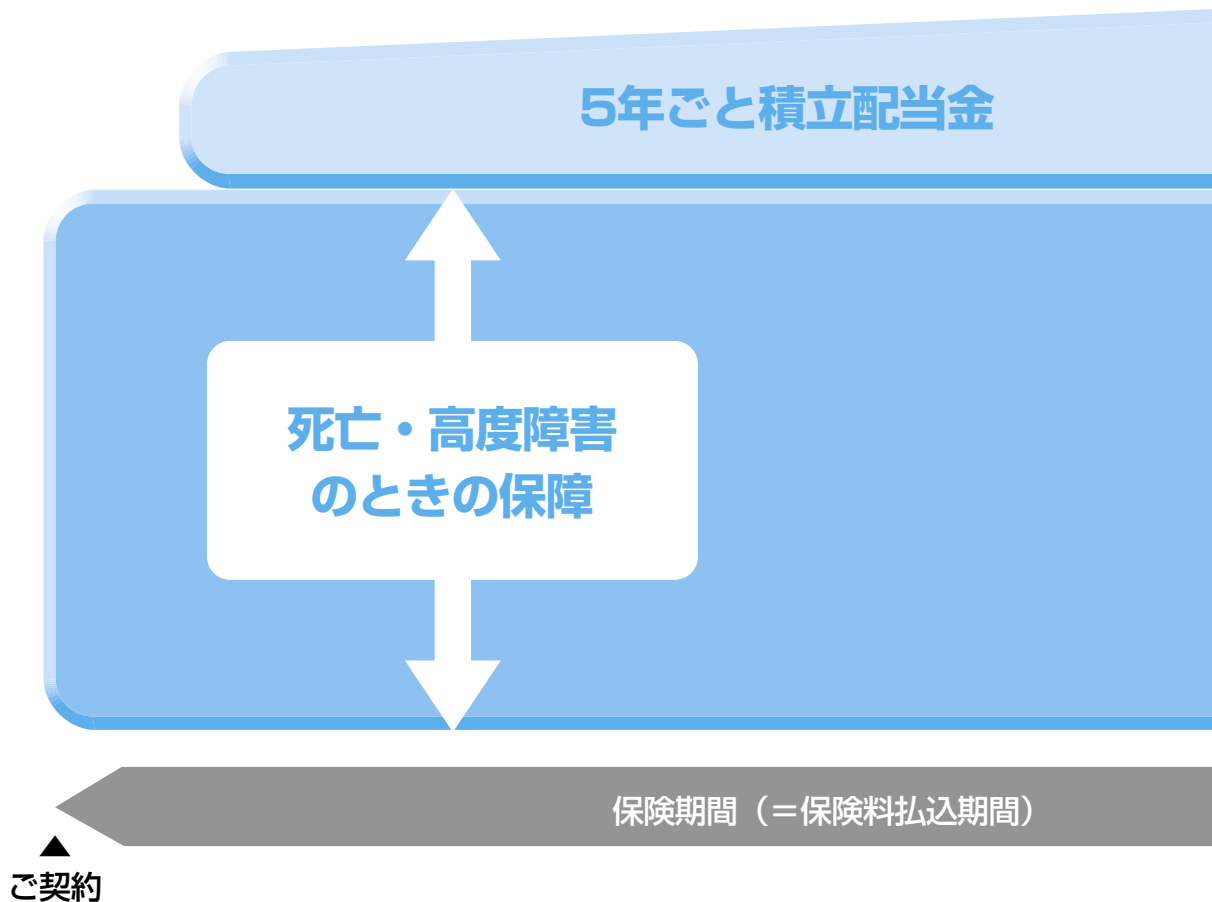 5年ごと積立配当金
死亡・高度障害
のときの保障
保険期間（＝保険料払込期間）
▲
ご契約